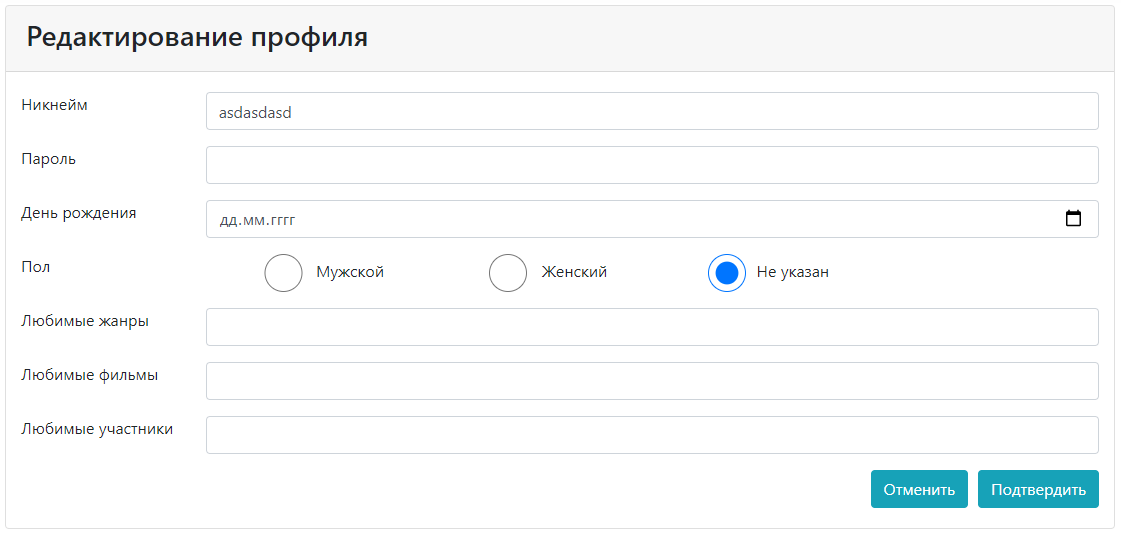 Редактирование профиля
Никнейм
asdasdasd
Пароль
День рождения
дд.мм.гггг
Пол
Мужской Женский Не указан
Любимые жанры
Любимые фильмы
Любимые участники
Отменить Подтвердить